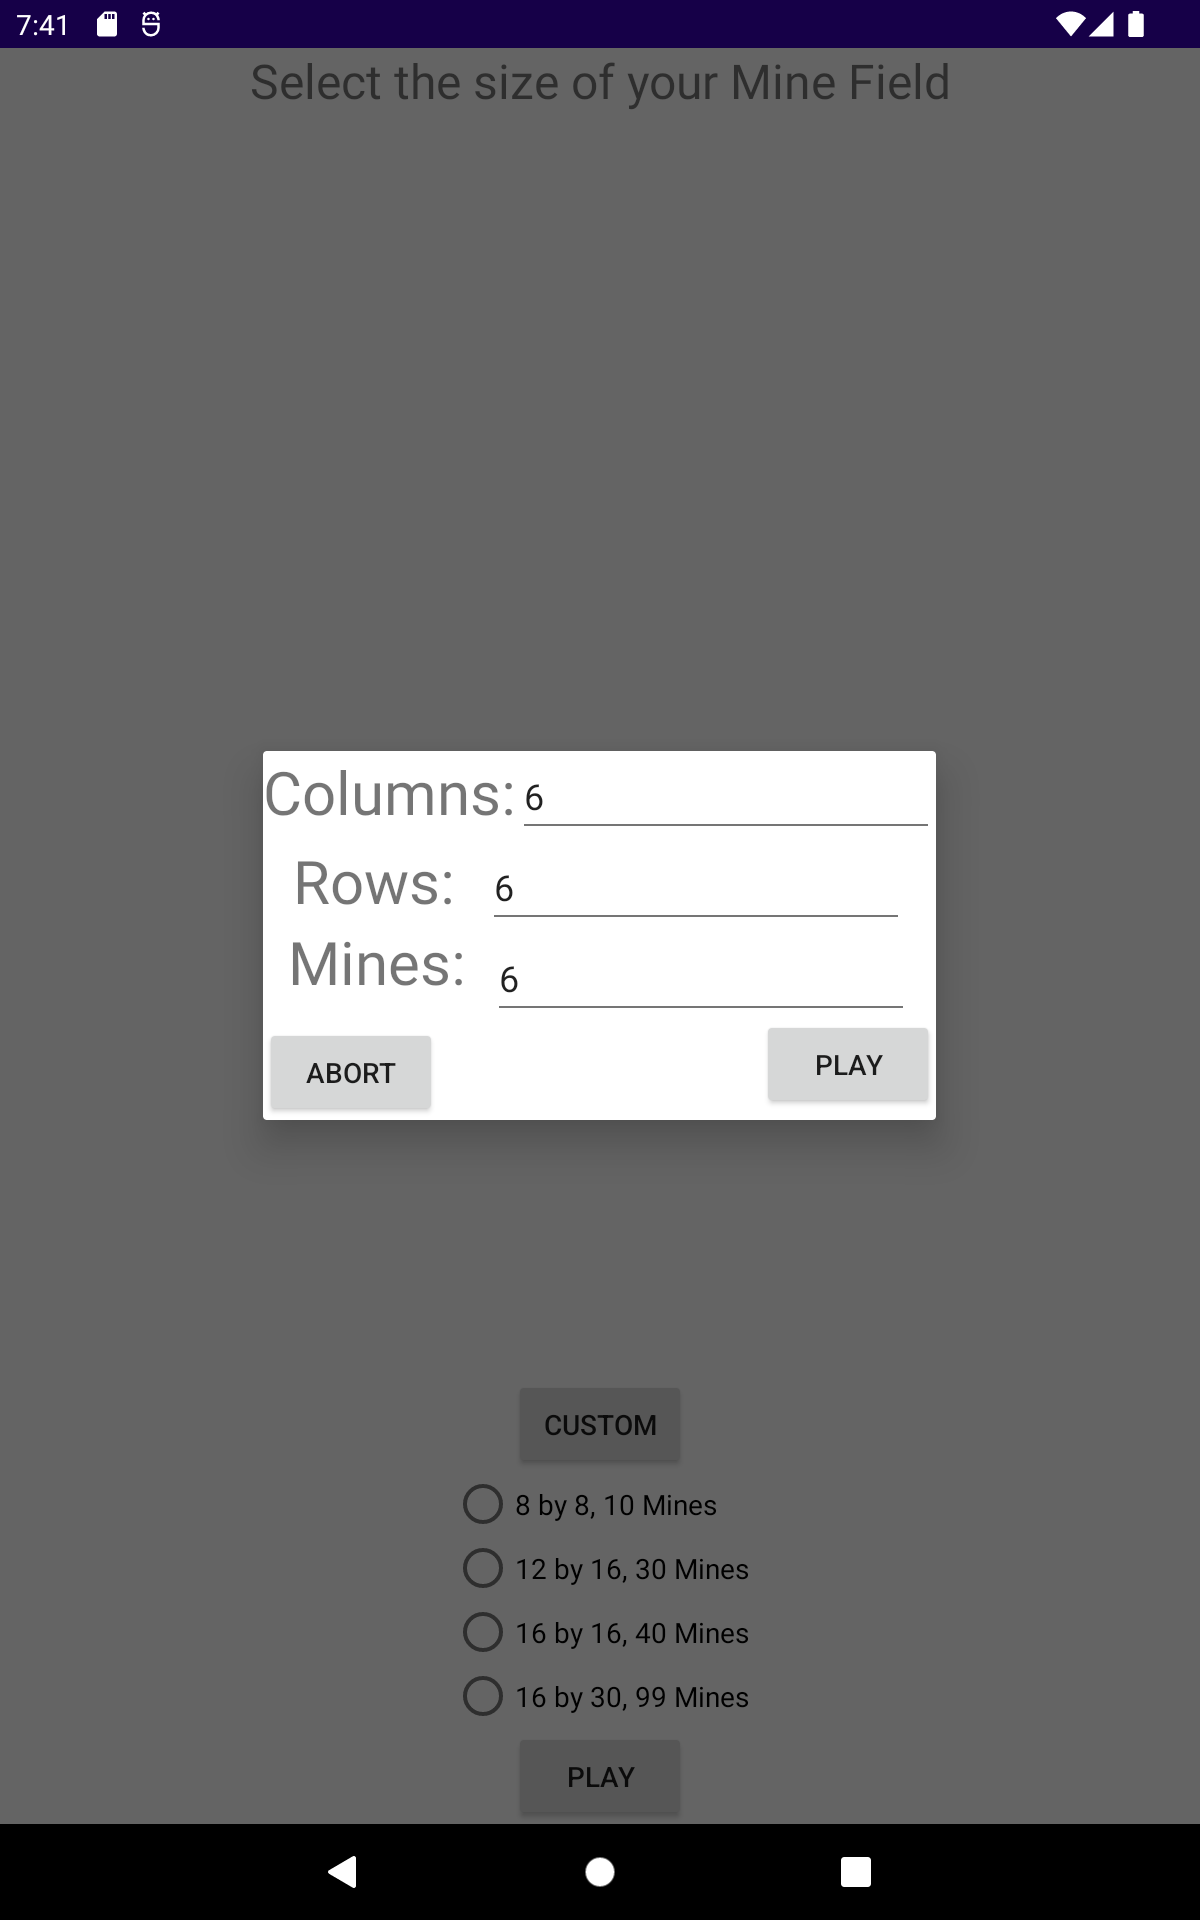 7:41
Select the size of your Mine Field
Columns: 6
Rows: 6
Mines: 6
ABORT PLAY
CUSTOM
8 by 8, 10 Mines
12 by 16, 30 Mines
16 by 16, 40 Mines
16 by 30, 99 Mines
PLAY